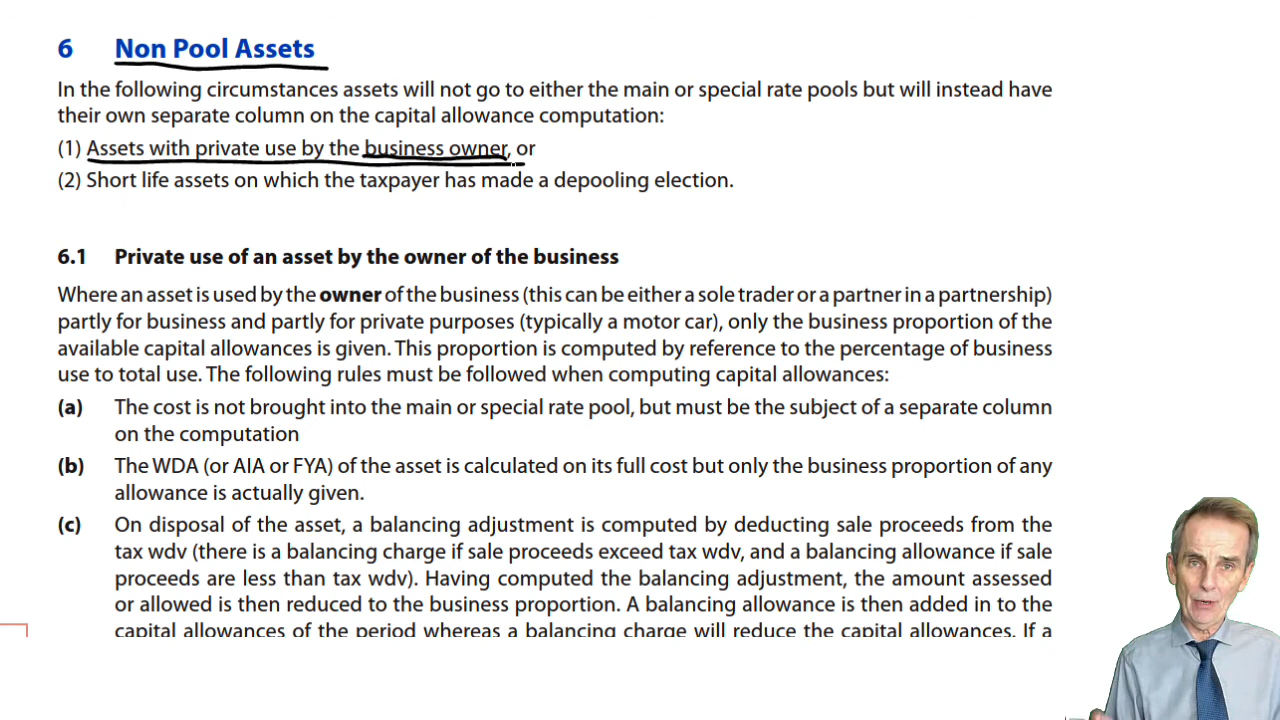 6 Non Pool Assets
In the following circumstances assets will not go to either the main or special rate pools but will instead have
their own separate column on the capital allowance computation:
(1) Assets with private use by the business owner, or
(2) Short life assets on which the taxpayer has made a depooling election.
6.1 Private use of an asset by the owner of the business
Where an asset is used by the owner of the business (this can be either a sole trader or a partner in a partnership)
partly for business and partly for private purposes (typically a motor car), only the business proportion of the
available capital allowances is given. This proportion is computed by reference to the percentage of business
use to total use. The following rules must be followed when computing capital allowances:
(a) The cost is not brought into the main or special rate pool, but must be the subject of a separate column
on the computation
(b) The WDA (or AIA or FYA) of the asset is calculated on its full cost but only the business proportion of any
allowance is actually given.
(c) On disposal of the asset, a balancing adjustment is computed by deducting sale proceeds from the
tax wdv (there is a balancing charge if sale proceeds exceed tax wdv, and a balancing allowance if sale
proceeds are less than tax wdv). Having computed the balancing adjustment, the amount assessed
or allowed is then reduced to the business proportion. A balancing allowance is then added in to the
capital allowances of the period whereas a balancing charge will reduce the capital allowances. If a